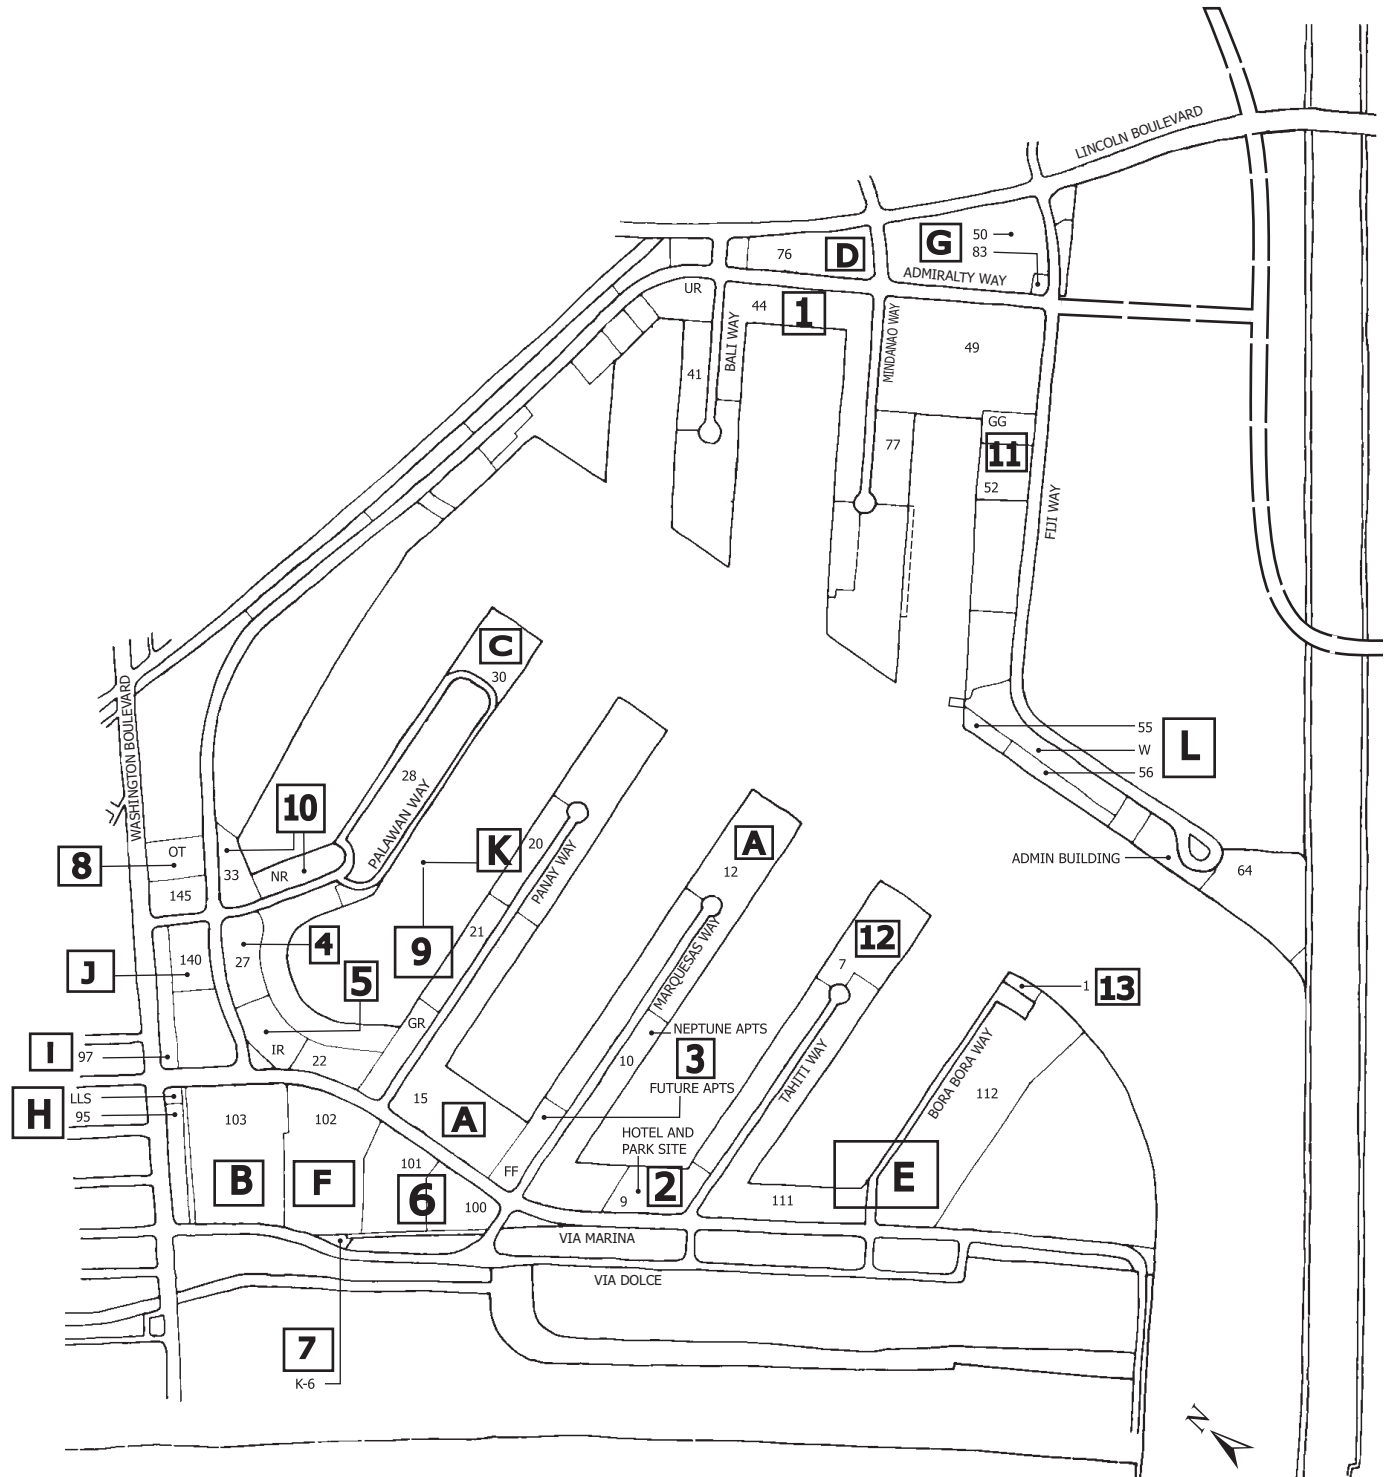 LINCOLN BOULEVARD
50
G
83
76
D
ADMIRALTY WAY
UR
44
1
BALI WAY
MINDANAO WAY
49
41
GG
11
77
52
FIJI WAY
C
30
WASHINGTON BOULEVARD
55
L
W
56
28
PALAWAN WAY
10
K
20
PANAY WAY
A
12
OT
8
33
NR
145
ADMIN BUILDING
64
21
9
4
27
140
J
5
MARQUESAS WAY
12
7
1
13
GR
IR
22
I
97
NEPTUNE APTS
3
10
FUTURE APTS
TAHITI WAY
BORA BORA WAY
112
LLS
H
95
103
102
15
A
HOTEL AND
PARK SITE
101
FF
B
F
6
100
9
2
111
E
VIA MARINA
VIA DOLCE
7
K-6
N